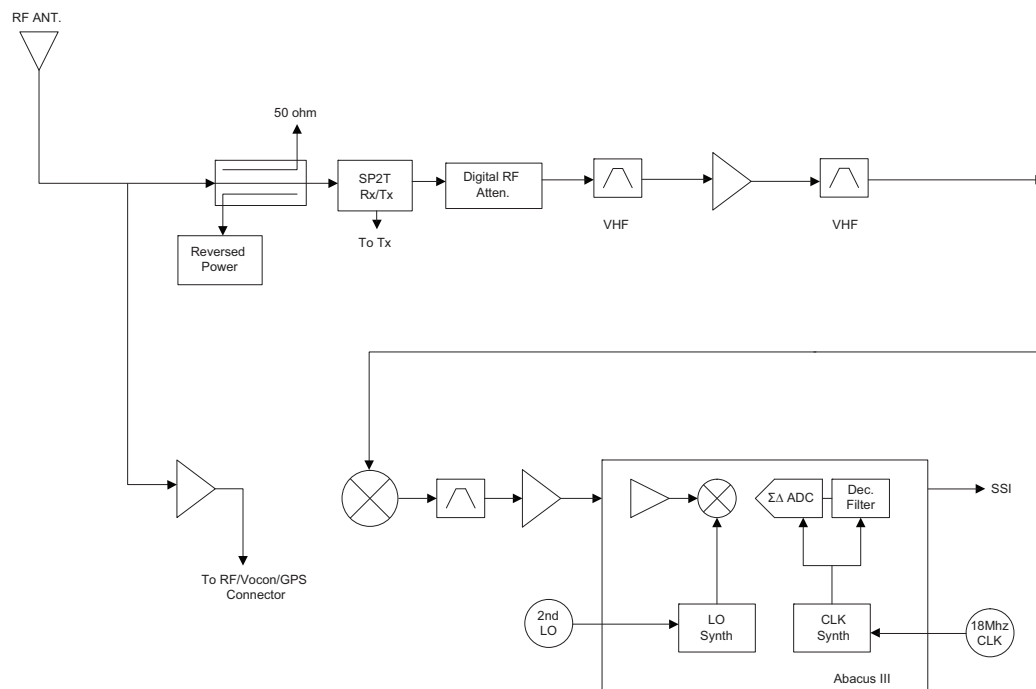 RF ANT.
50 ohm
SP2T
Rx/Tx
Digital RF
Atten.
To Tx
VHF
VHF
Reversed
Power
ΣΔ ADC
Dec.
Filter
SSI
To RF/Vocon/GPS
Connector
2nd
LO
LO
Synth
CLK
Synth
18Mhz
CLK
Abacus III